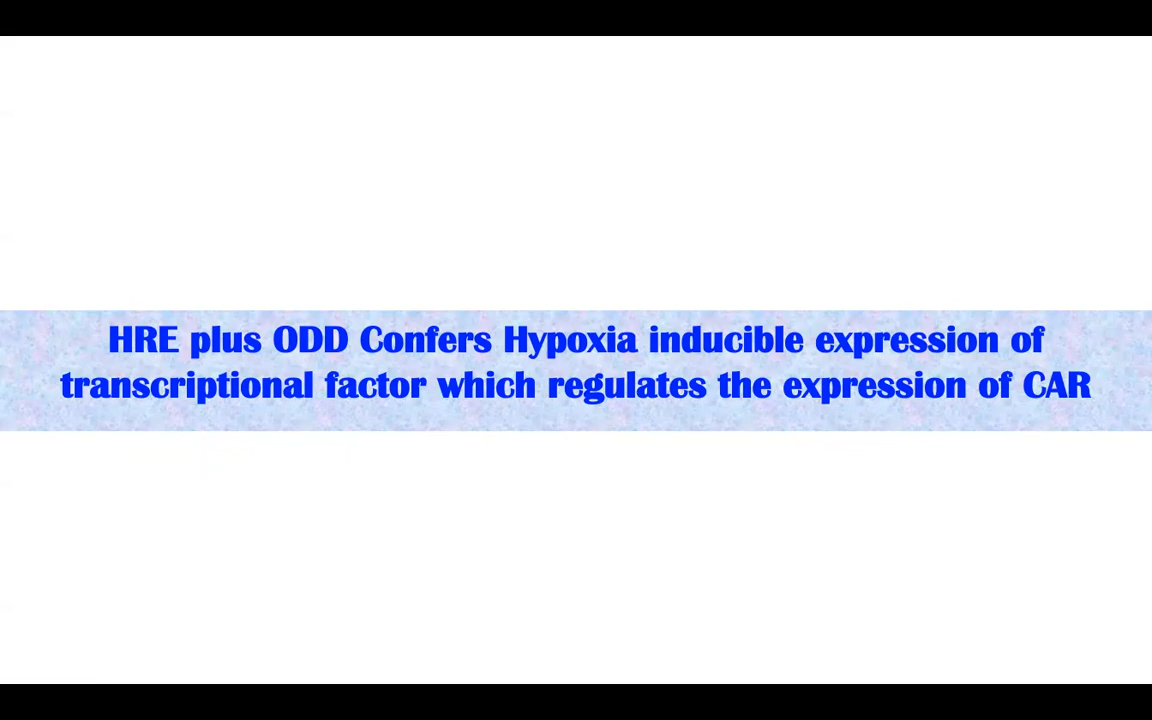 HRE plus ODD Confers Hypoxia inducible expression of
transcriptional factor which regulates the expression of CAR